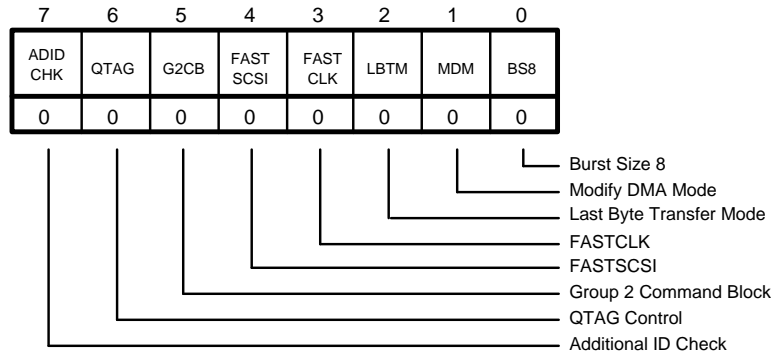 7 6 5 4 3 2 1 0
ADID CHK QTAG G2CB FAST SCSI FAST CLK LBTM MDM BS8
0 0 0 0 0 0 0 0
Burst Size 8
Modify DMA Mode
Last Byte Transfer Mode
FASTCLK
FASTSCSI
Group 2 Command Block
QTAG Control
Additional ID Check